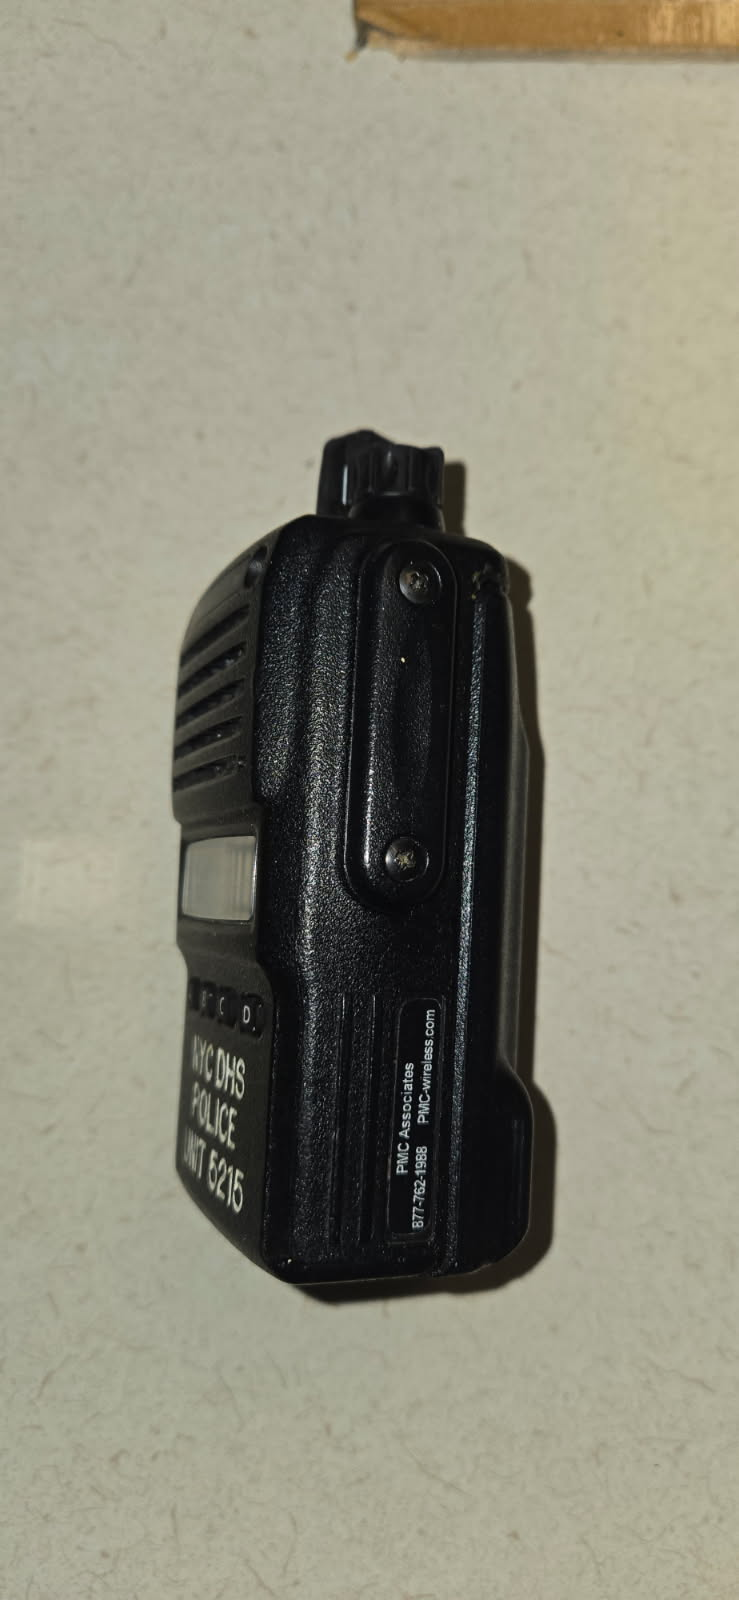 B C D
NYC DHS
POLICE
UNIT 5215
PMC Associates
877-762-1988 PMC-wireless.com